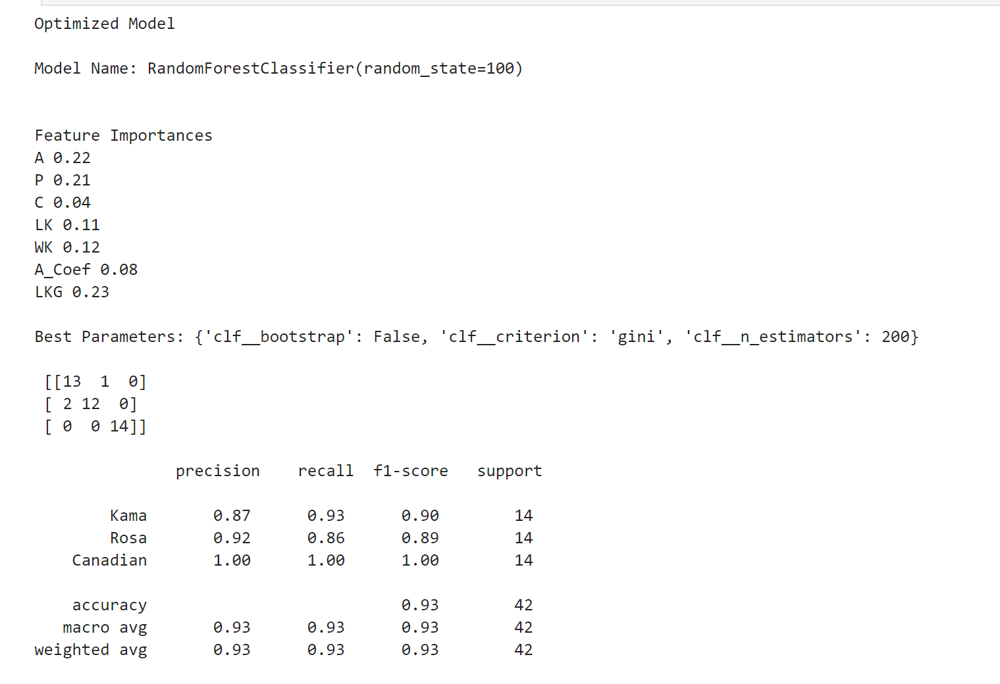 Optimized Model
Model Name: RandomForestClassifier(random_state=100)
Feature Importances
A 0.22
P 0.21
C 0.04
LK 0.11
WK 0.12
A_Coef 0.08
LKG 0.23
Best Parameters: {'clf__bootstrap': False, 'clf__criterion': 'gini', 'clf__n_estimators': 200}
[[13  1  0]
[ 2 12  0]
[ 0  0 14]]
precision    recall  f1-score   support
Kama       0.87      0.93      0.90        14
Rosa       0.92      0.86      0.89        14
Canadian       1.00      1.00      1.00        14
accuracy                           0.93        42
macro avg       0.93      0.93      0.93        42
weighted avg       0.93      0.93      0.93        42